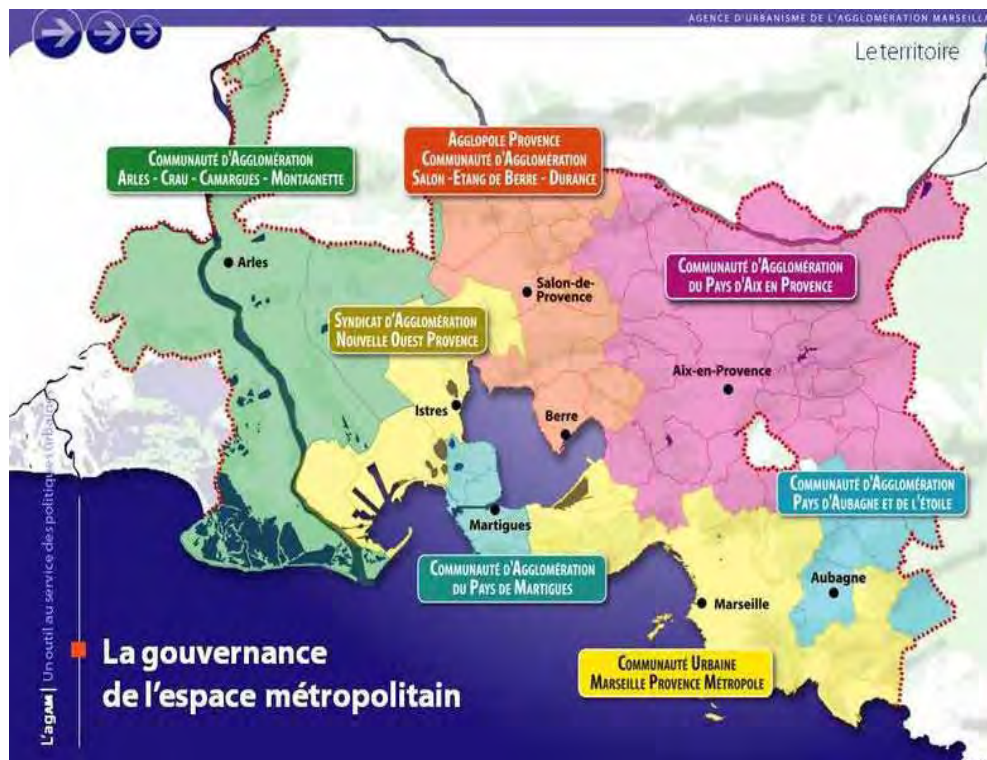 AGENCE D'URBANISME DE L'AGGLOMÉRATION MARSEILLA
Le territoire
COMMUNAUTÉ D'AGGLOMÉRATION
ARLES - CRAU - CAMARGUES - MONTAGNETTE
AGGLOPOLE PROVENCE
COMMUNAUTÉ D'AGGLOMÉRATION
SALON -ETANG DE BERRE - DURANCE
COMMUNAUTÉ D'AGGLOMÉRATION
DU PAYS D'AIX EN PROVENCE
Arles
Salon-de-
Provence
SYNDICAT D'AGGLOMÉRATION
NOUVELLE OUEST PROVENCE
Aix-en-Provence
Istres
Berre
COMMUNAUTÉ D'AGGLOMÉRATION
PAYS D'AUBAGNE ET DE L'ÉTOILE
Martigues
COMMUNAUTÉ D'AGGLOMÉRATION
DU PAYS DE MARTIGUES
Aubagne
Marseille
COMMUNAUTÉ URBAINE
MARSEILLE PROVENCE MÉTROPOLE
La gouvernance
de l'espace métropolitain
L'agAM | Un outil au service des politiques urbaines